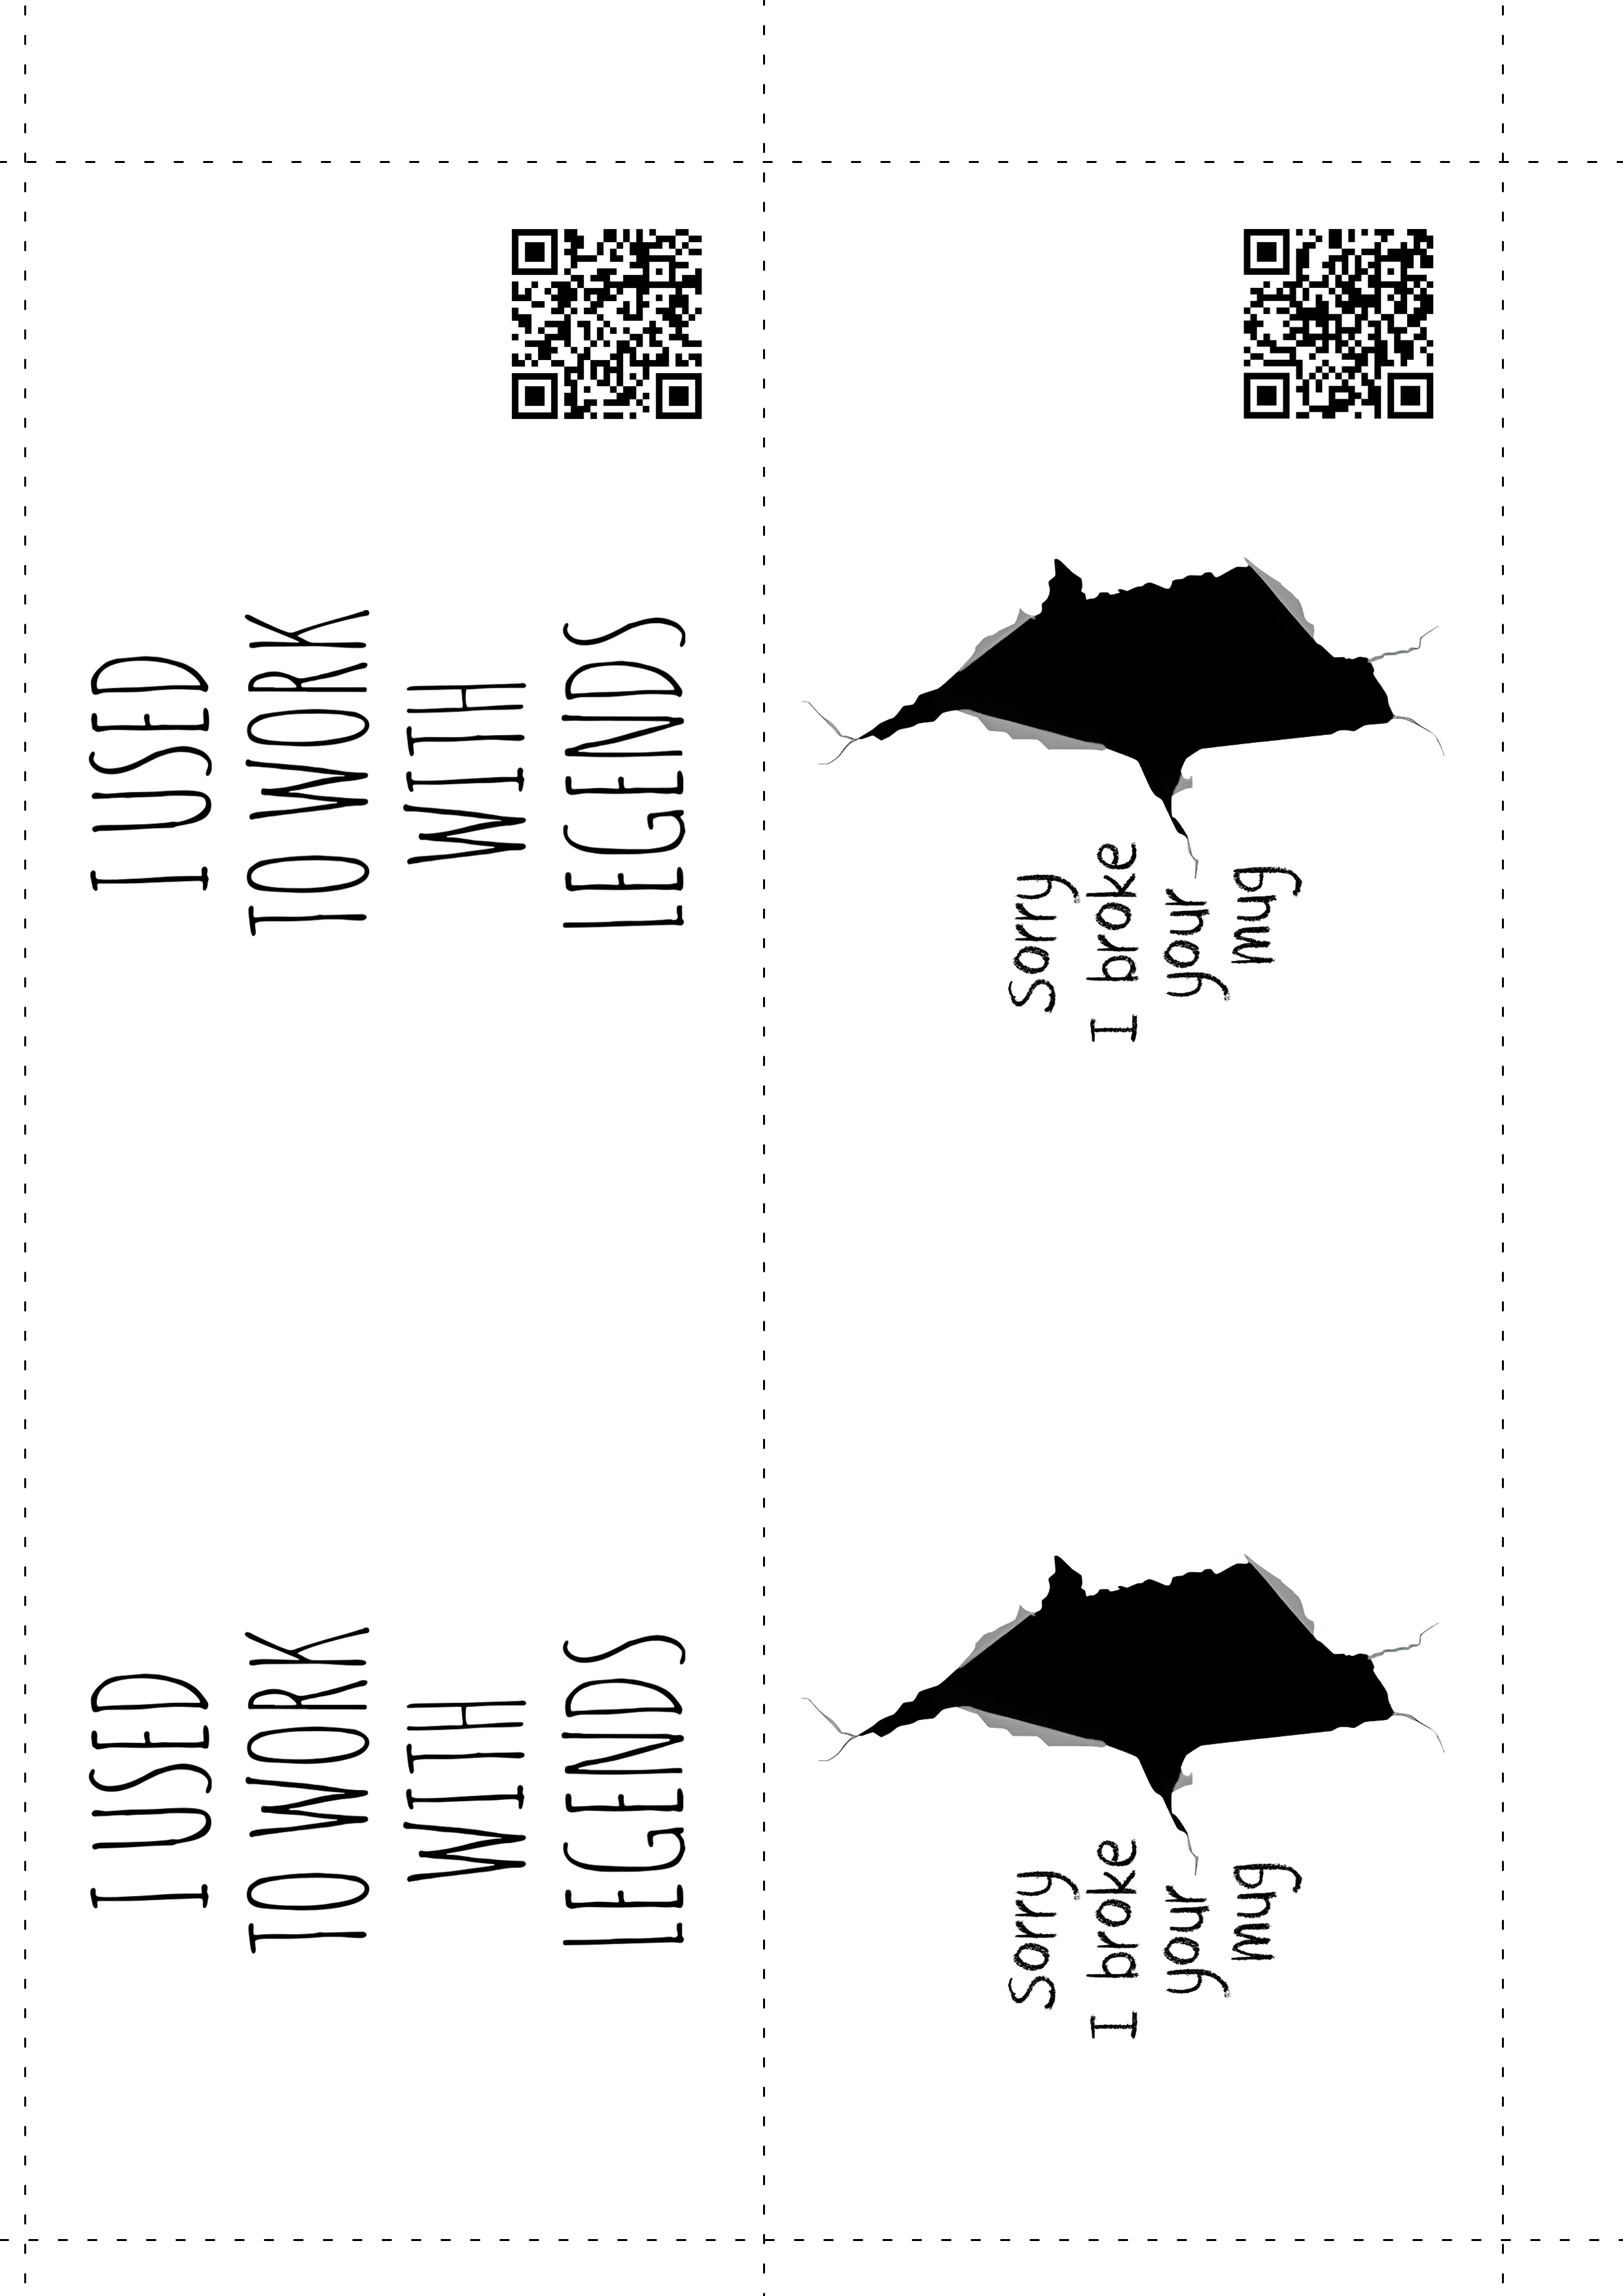 I USED
TO WORK
WITH
LEGENDS
I USED
TO WORK
WITH
LEGENDS
Sorry
I broke
your
mug
Sorry
I broke
your
mug